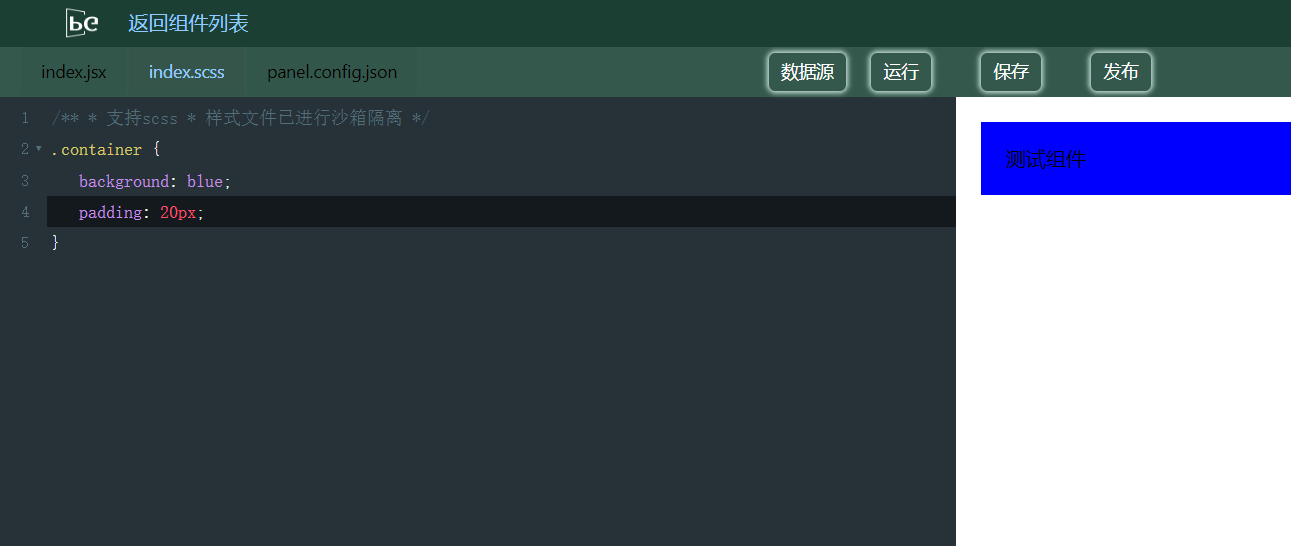 pe 返回组件列表
index.jsx index.scss panel.config.json 数据源 运行 保存 发布
1 /** * 支持scss * 样式文件已进行沙箱隔离 */
2 .container {
3 background: blue;
4 padding: 20px;
5 }
测试组件